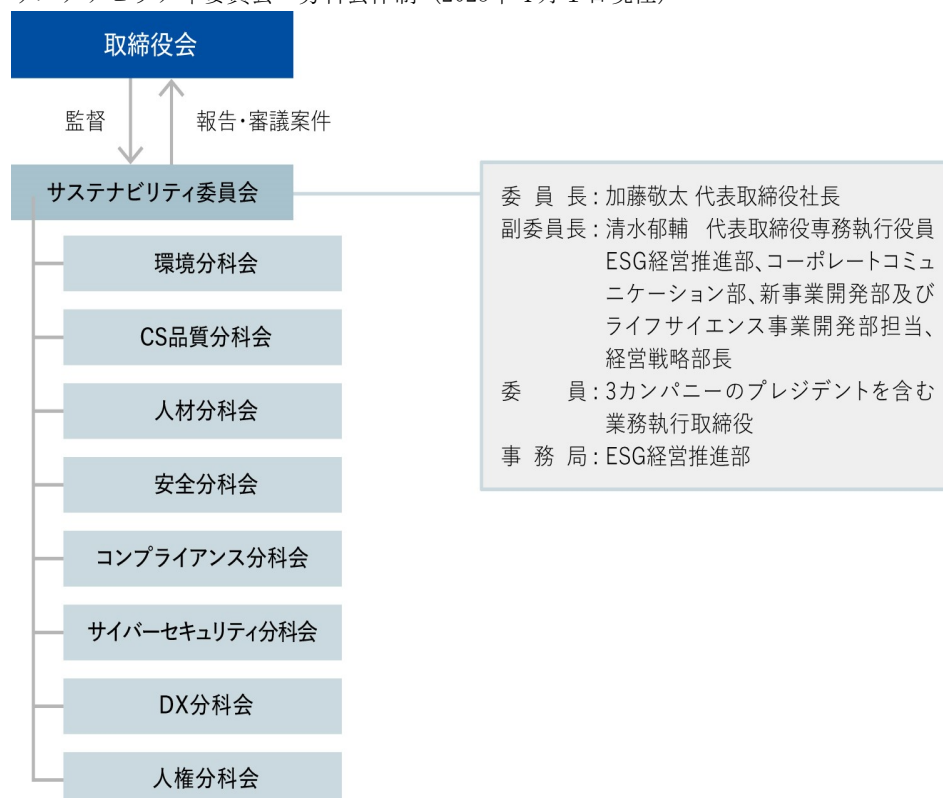 取締役会
監督
報告・審議案件
サステナビリティ委員会
委員長：加藤敬太 代表取締役社長
副委員長：清水郁輔 代表取締役専務執行役員
ESG経営推進部、コーポレートコミュ
ニケーション部、新事業開発部及び
ライフサイエンス事業開発部担当、
経営戦略部長
委員：3カンパニーのプレジデントを含む
業務執行取締役
事務局：ESG経営推進部
環境分科会
CS品質分科会
人材分科会
安全分科会
コンプライアンス分科会
サイバーセキュリティ分科会
DX分科会
人権分科会